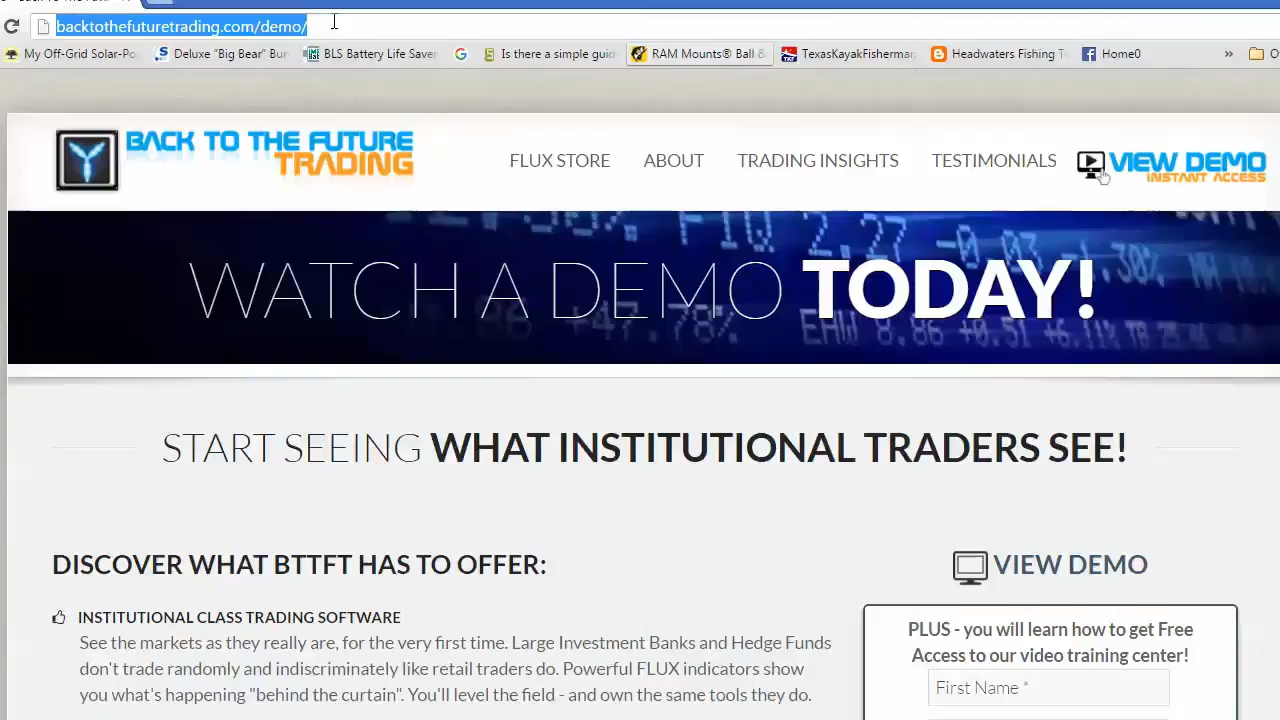 backtothefuturetrading.com/demo/
My Off-Grid Solar-Po
Deluxe "Big Bear" Bu
BLS Battery Life Saver
Is there a simple guid
RAM Mounts® Ball &
TexasKayakFisherman
Headwaters Fishing T
Home0
»
BACK TO THE FUTURE
TRADING
FLUX STORE
ABOUT
TRADING INSIGHTS
TESTIMONIALS
VIEW DEMO
INSTANT ACCESS
WATCH A DEMO TODAY!
START SEEING WHAT INSTITUTIONAL TRADERS SEE!
DISCOVER WHAT BTTFT HAS TO OFFER:
INSTITUTIONAL CLASS TRADING SOFTWARE
See the markets as they really are, for the very first time. Large Investment Banks and Hedge Funds
don't trade randomly and indiscriminately like retail traders do. Powerful FLUX indicators show
you what's happening "behind the curtain". You'll level the field - and own the same tools they do.
VIEW DEMO
PLUS - you will learn how to get Free
Access to our video training center!
First Name *